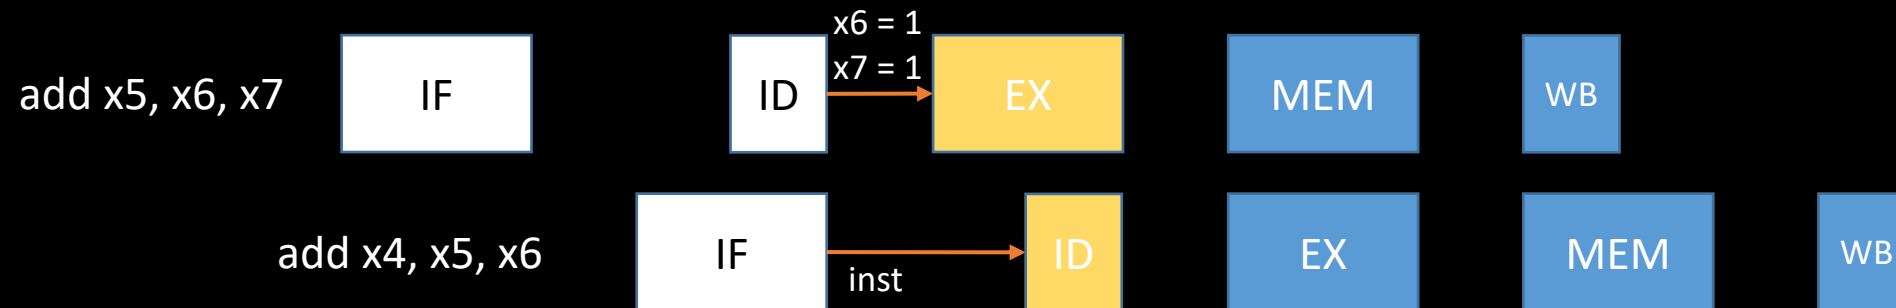 x6 = 1
x7 = 1
add x5, x6, x7 IF ID EX MEM WB
add x4, x5, x6 IF ID EX MEM WB
inst